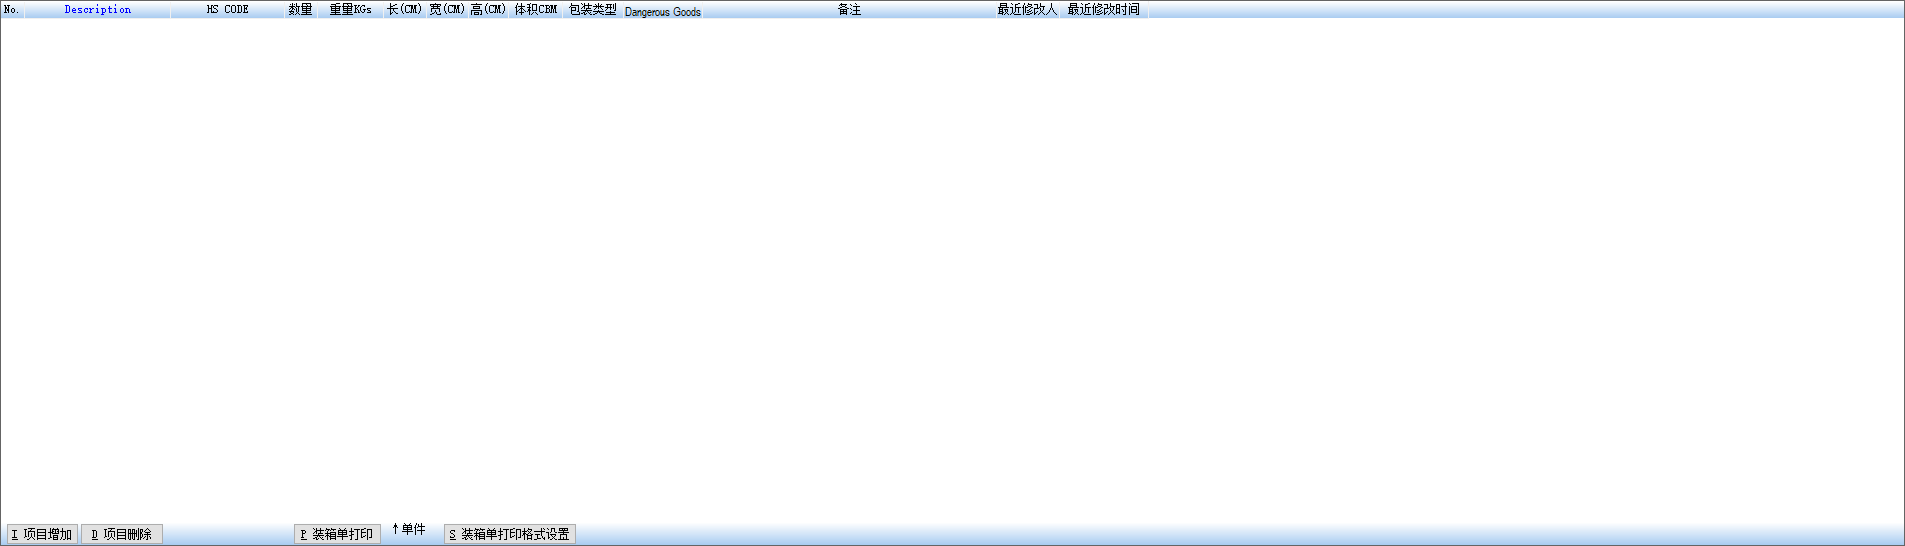 No. Description HS CODE 数量 重量KGs 长(CM) 宽(CM) 高(CM) 体积CBM 包装类型 Dangerous Goods 备注 最近修改人 最近修改时间
I 项目增加 D 项目删除 P 装箱单打印 ↑单件 S 装箱单打印格式设置